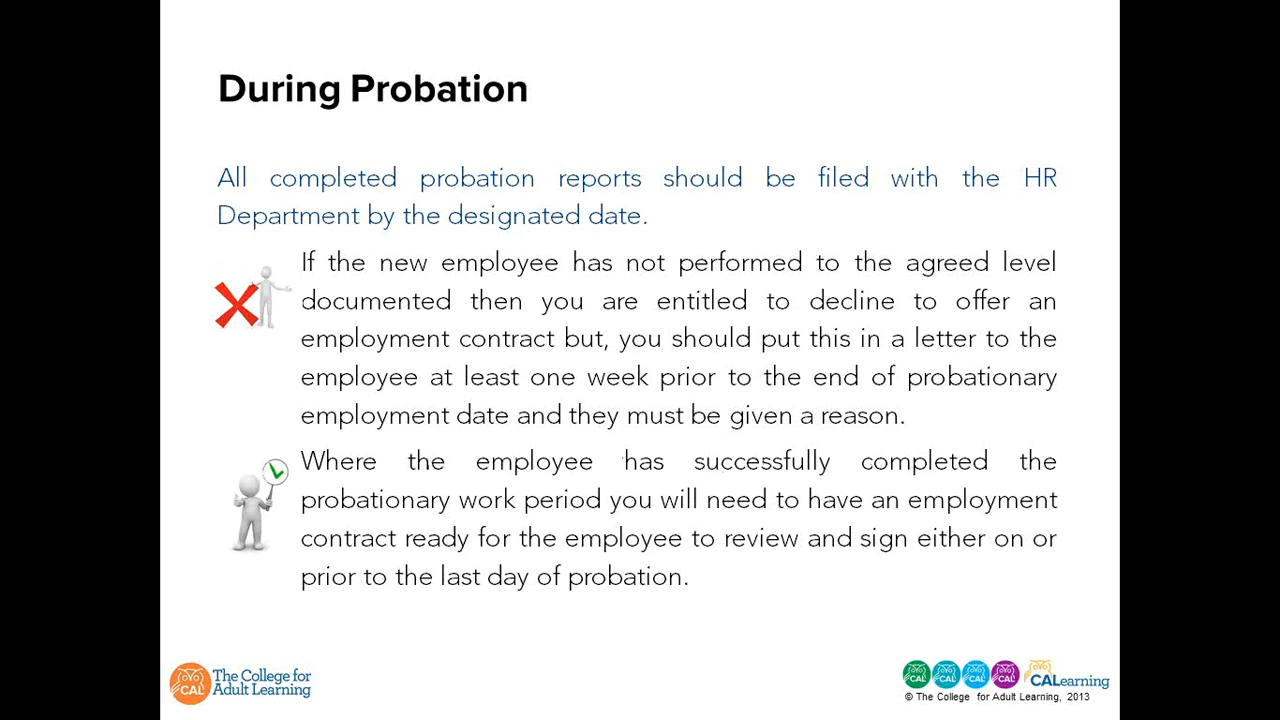 During Probation
All completed probation reports should be filed with the HR
Department by the designated date.
If the new employee has not performed to the agreed level
documented then you are entitled to decline to offer an
employment contract but, you should put this in a letter to the
employee at least one week prior to the end of probationary
employment date and they must be given a reason.
Where the employee has successfully completed the
probationary work period you will need to have an employment
contract ready for the employee to review and sign either on or
prior to the last day of probation.
CAL
The College for
Adult Learning
CAL CAL CAL CAL
CALearning
© The College for Adult Learning, 2013